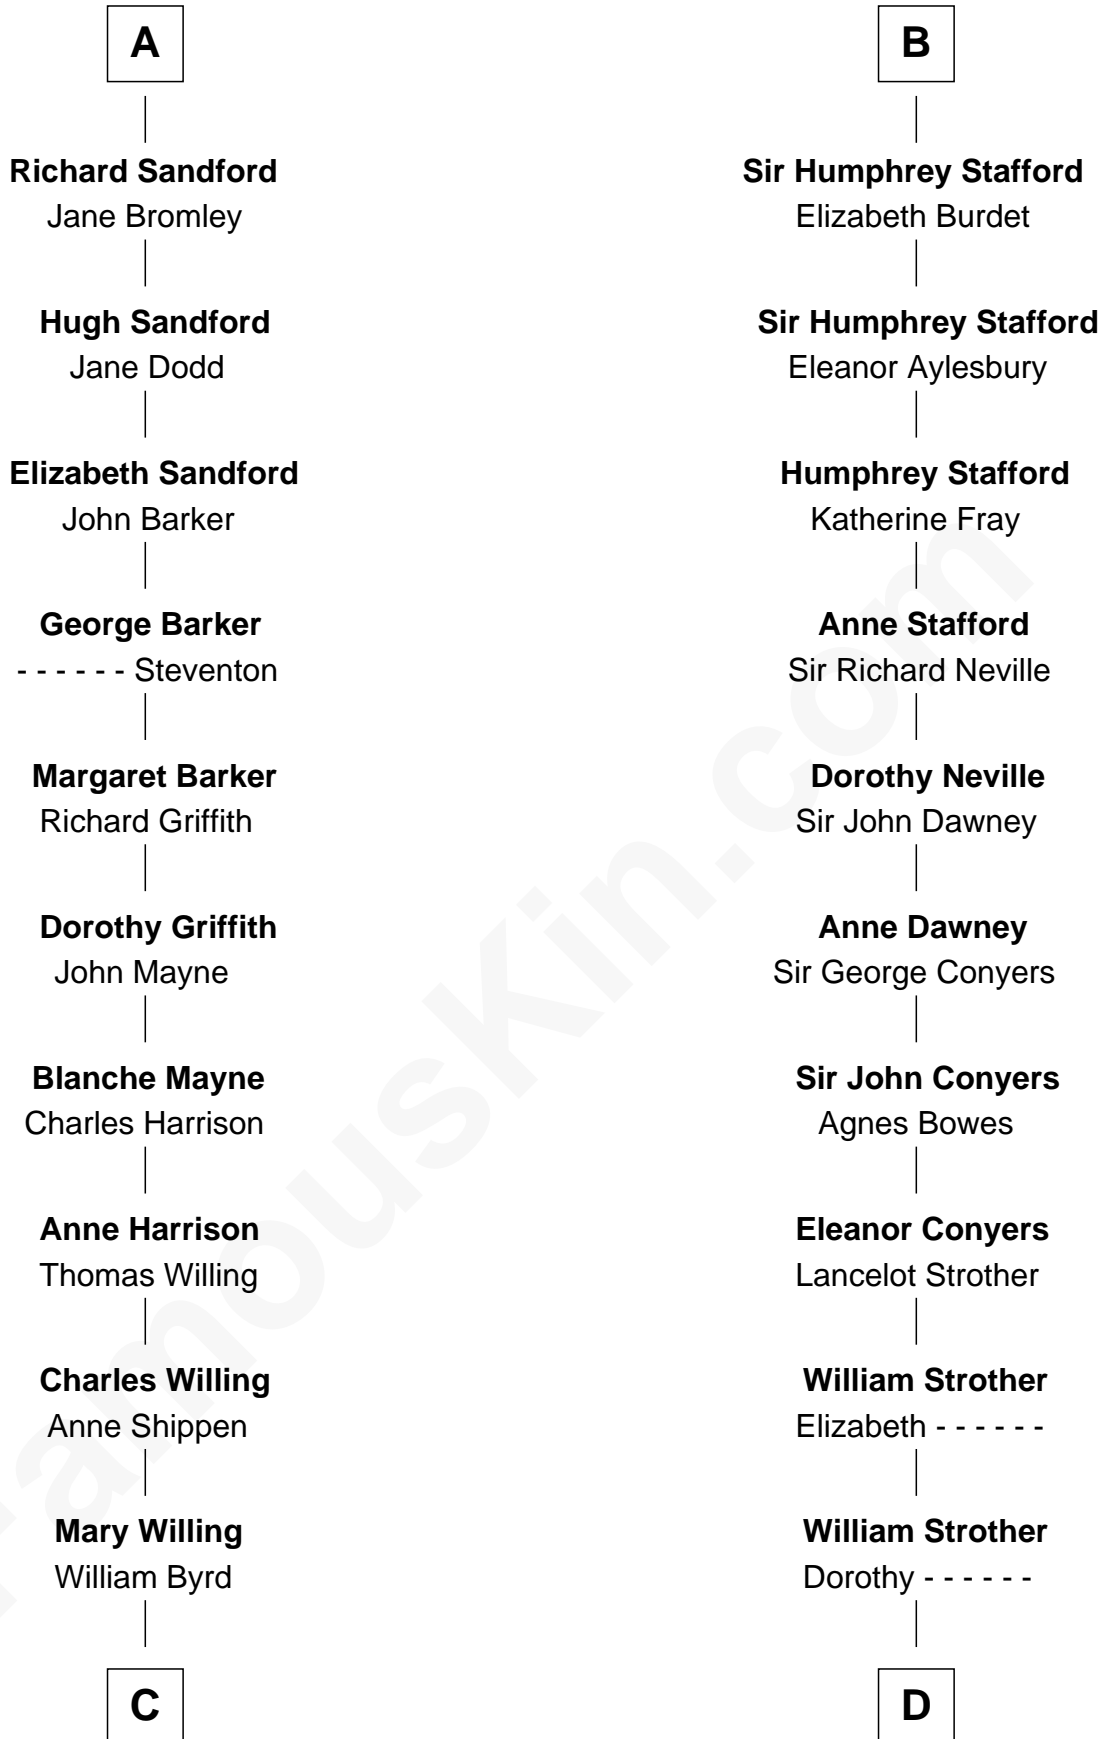 A
Richard Sandford
Jane Bromley
Hugh Sandford
Jane Dodd
Elizabeth Sandford
John Barker
George Barker
- - - - - - Steventon
Margaret Barker
Richard Griffith
Dorothy Griffith
John Mayne
Blanche Mayne
Charles Harrison
Anne Harrison
Thomas Willing
Charles Willing
Anne Shippen
Mary Willing
William Byrd
C
B
Sir Humphrey Stafford
Elizabeth Burdet
Sir Humphrey Stafford
Eleanor Aylesbury
Humphrey Stafford
Katherine Fray
Anne Stafford
Sir Richard Neville
Dorothy Neville
Sir John Dawney
Anne Dawney
Sir George Conyers
Sir John Conyers
Agnes Bowes
Eleanor Conyers
Lancelot Strother
William Strother
Elizabeth - - - - - -
William Strother
Dorothy - - - - - -
D
FamousKin.com